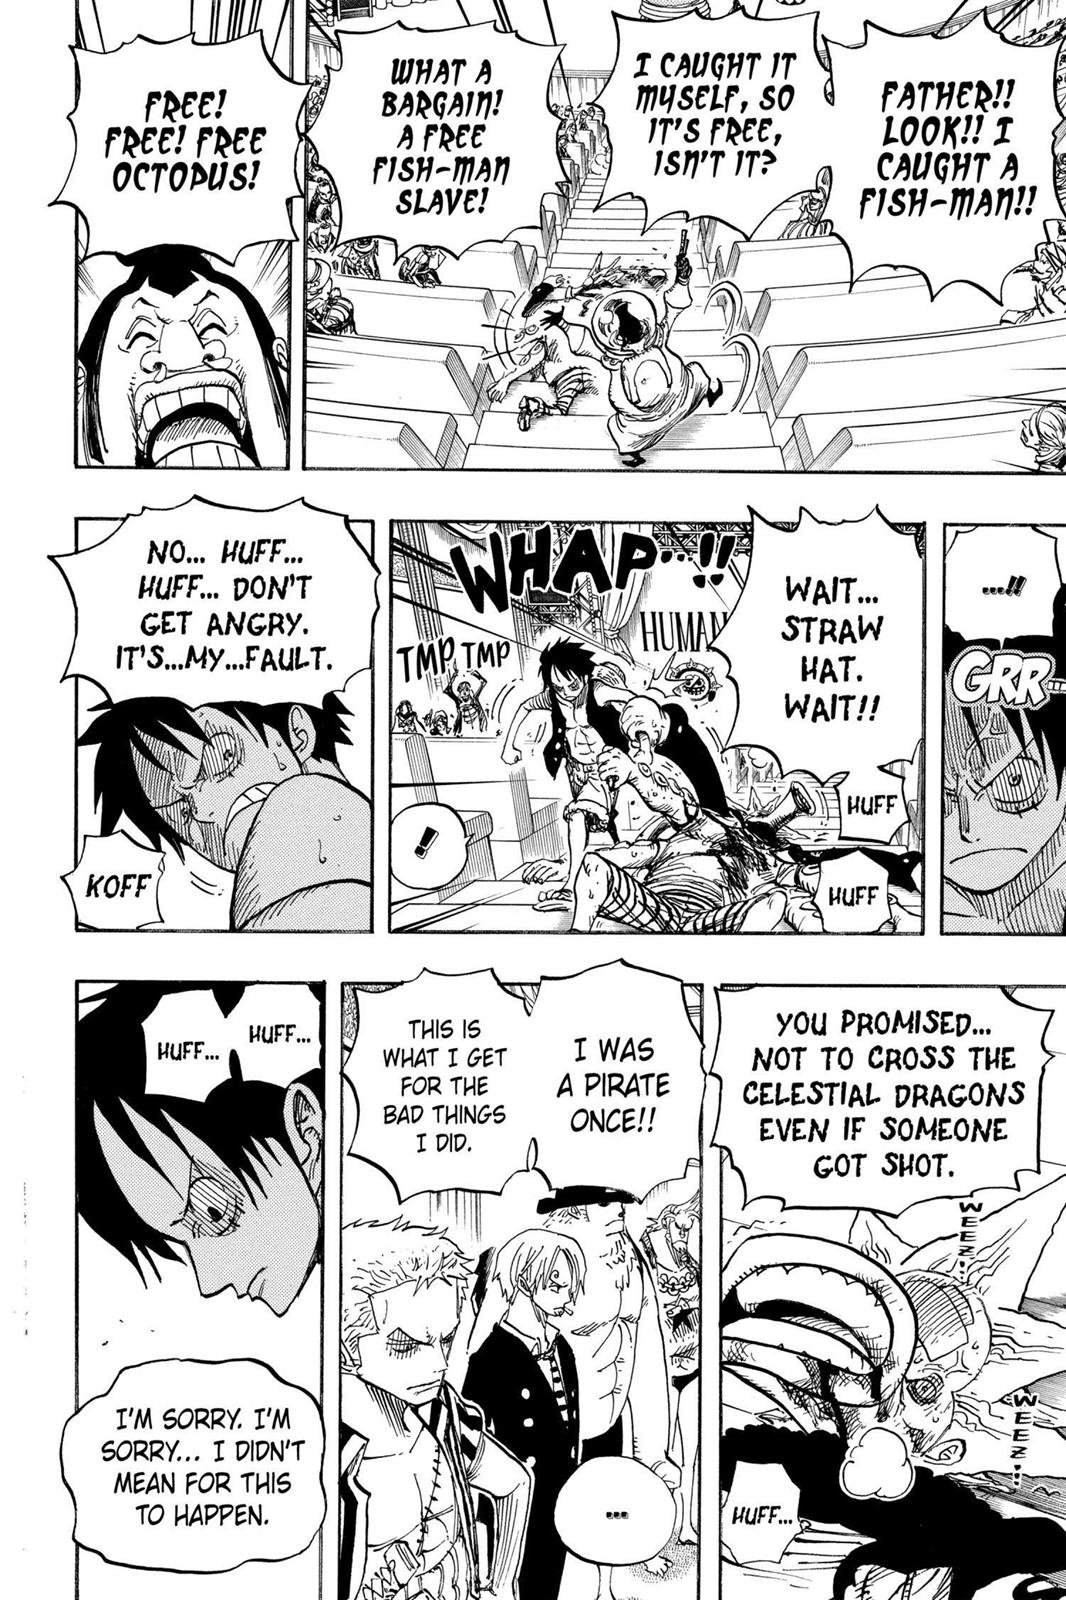 FATHER!!
LOOK!! I
CAUGHT A
FISH-MAN!!
I CAUGHT IT
MYSELF, SO
IT'S FREE,
ISN'T IT?
WHAT A
BARGAIN!
A FREE
FISH-MAN
SLAVE!
FREE!
FREE! FREE
OCTOPUS!
...!!
GRR
WAIT...
STRAW
HAT.
WAIT!!
HUFF
HUFF
HUMAN
WHAP...!!
TMP TMP
!!
NO... HUFF...
HUFF... DON'T
GET ANGRY.
IT'S...MY...FAULT.
KOFF
YOU PROMISED...
NOT TO CROSS THE
CELESTIAL DRAGONS
EVEN IF SOMEONE
GOT SHOT.
WEEZ...
WEEZ...
HUFF...
I WAS
A PIRATE
ONCE!!
THIS IS
WHAT I GET
FOR THE
BAD THINGS
I DID.
...
HUFF...
HUFF...
I'M SORRY. I'M
SORRY... I DIDN'T
MEAN FOR THIS
TO HAPPEN.